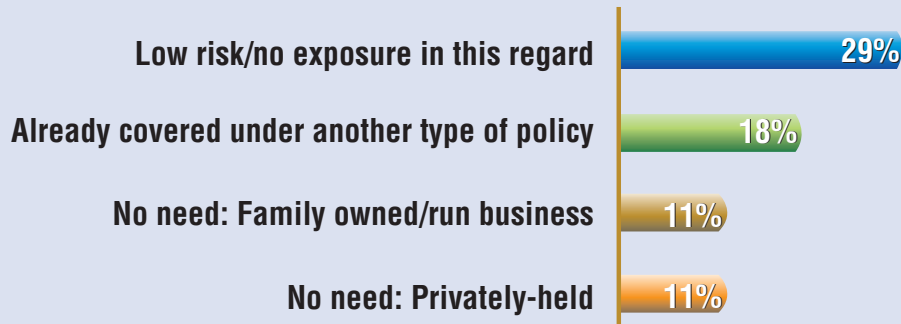 Low risk/no exposure in this regard 29%
Already covered under another type of policy 18%
No need: Family owned/run business 11%
No need: Privately-held 11%